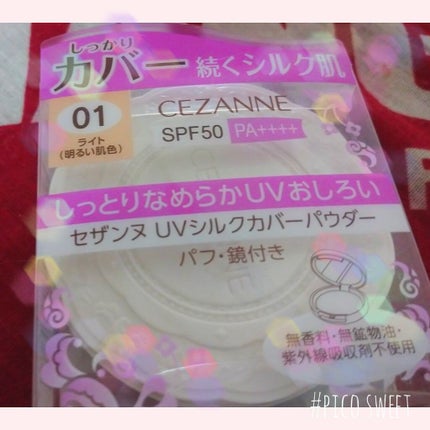 しっかり
カバー 続くシルク肌
01
ライト
(明るい肌色)
CEZANNE
SPF50 PA++++
しっとりなめらかUVおしろい
セザンヌ UVシルクカバーパウダー
パフ・鏡付き
無香料・無鉱物油・
紫外線吸収剤不使用
#PICO SWEET